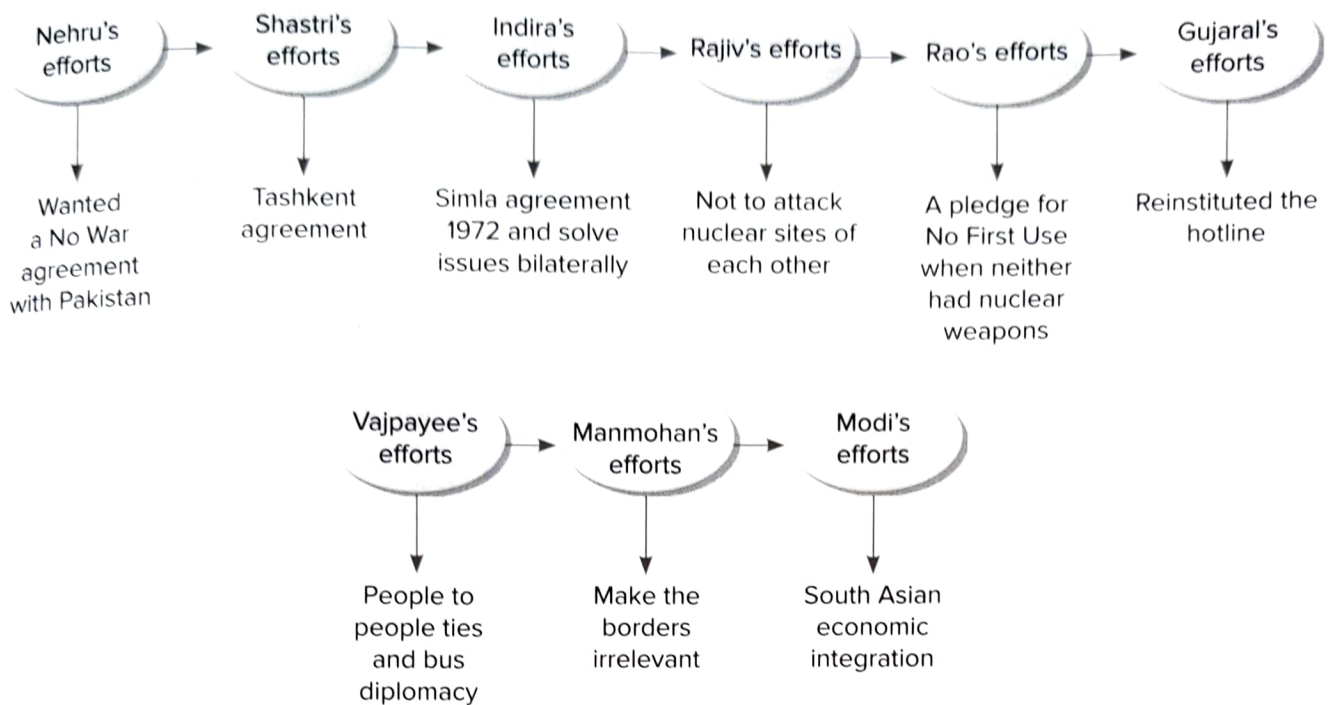 Nehru's
efforts
Shastri's
efforts
Indira's
efforts
Rajiv's efforts
Rao's efforts
Gujaral's
efforts
Wanted
a No War
agreement
with Pakistan
Tashkent
agreement
Simla agreement
1972 and solve
issues bilaterally
Not to attack
nuclear sites of
each other
A pledge for
No First Use
when neither
had nuclear
weapons
Reinstituted the
hotline
Vajpayee's
efforts
Manmohan's
efforts
Modi's
efforts
People to
people ties
and bus
diplomacy
Make the
borders
irrelevant
South Asian
economic
integration